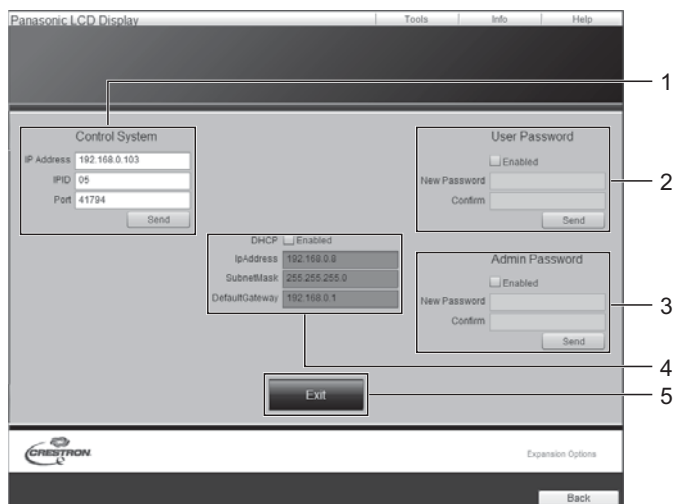 Panasonic LCD Display
Tools
Info
Help
1
Control System
IP Address 192.168.0.103
IPID 05
Port 41794
Send
User Password
Enabled
New Password
Confirm
Send
2
DHCP Enabled
IpAddress 192.168.0.8
SubnetMask 255.255.255.0
DefaultGateway 192.168.0.1
Admin Password
Enabled
New Password
Confirm
Send
3
4
Exit
5
CRESTRON
Expansion Options
Back